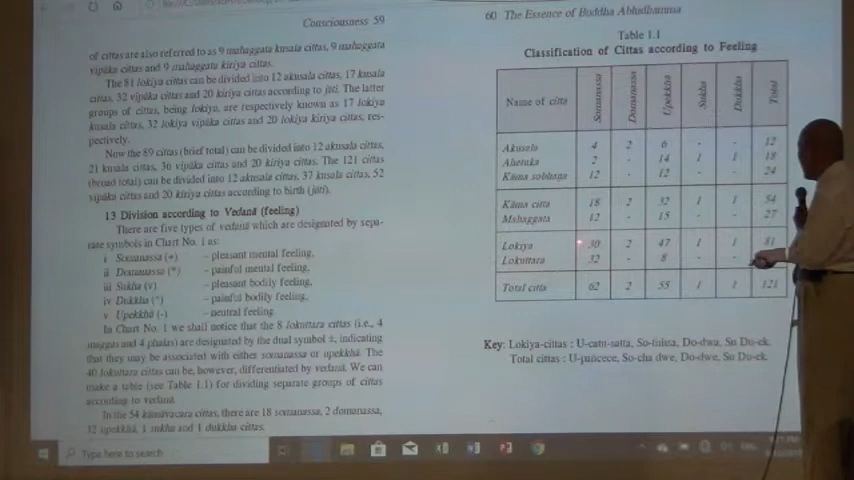 Consciousness 59
of cittas are also referred to as 9 mahaggata kusala cittas, 9 mahaggata
vipāka cittas and 9 mahaggata kiriya cittas.
The 81 lokiya cittas can be divided into 12 akusala cittas, 17 kusala
cittas, 32 vipāka cittas and 20 kiriya cittas according to jāti. The latter
groups of cittas, being lokiya, are respectively known as 17 lokiya
kusala cittas, 32 lokiya vipāka cittas and 20 lokiya kiriya cittas, res-
pectively.
Now the 89 cittas (brief total) can be divided into 12 akusala cittas,
21 kusala cittas, 36 vipāka cittas and 20 kiriya cittas. The 121 cittas
(broad total) can be divided into 12 akusala cittas, 37 kusala cittas, 52
vipāka cittas and 20 kiriya cittas according to birth (jāti).
13 Division according to Vedanā (feeling)
There are five types of vedanā which are designated by sepa-
rate symbols in Chart No. 1 as:
i Somanassa (+) - pleasant mental feeling,
ii Domanassa (*) - painful mental feeling,
iii Sukha (v) - pleasant bodily feeling,
iv Dukkha (^) - painful bodily feeling,
v Upekkhā (-) - neutral feeling.
In Chart No. 1 we shall notice that the 8 lokuttara cittas (i.e., 4
maggas and 4 phalas) are designated by the dual symbol ±, indicating
that they may be associated with either somanassa or upekkhā. The
40 lokuttara cittas can be, however, differentiated by vedanā. We can
make a table (see Table 1.1) for dividing separate groups of cittas
according to vedanā.
In the 54 kāmāvacara cittas, there are 18 somanassa, 2 domanassa,
32 upekkhā, 1 sukha and 1 dukkha cittas.
60 The Essence of Buddha Abhidhamma
Table 1.1
Classification of Cittas according to Feeling
Name of citta Somanassa Domanassa Upekkhā Sukha Dukkha Total
Akusala 4 2 6 - - 12
Ahetuka 2 - 14 1 1 18
Kāma sobhana 12 - 12 - - 24
Kāma citta 18 2 32 1 1 54
Mahaggata 12 - 15 - - 27
Lokiya 30 2 47 1 1 81
Lokuttara 32 - 8 - -
Total citta 62 2 55 1 1 121
Key: Lokiya-cittas : U-catu-satta, So-tiṁsa, Do-dwa, Su Du-ek.
Total cittas : U-pañcece, So-cha dwe, Do-dwe, Su Du-ek.
Type here to search